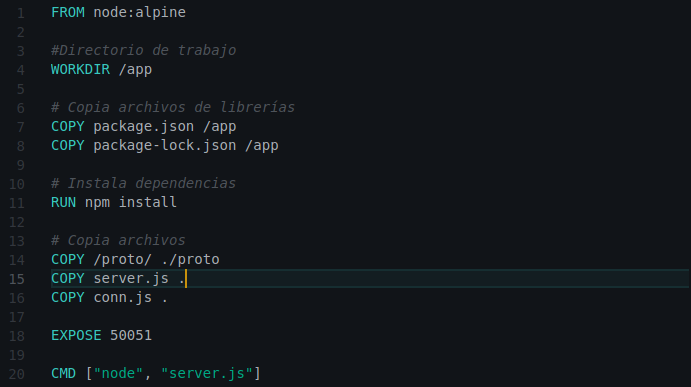 1 FROM node:alpine
2
3 #Directorio de trabajo
4 WORKDIR /app
5
6 # Copia archivos de librerías
7 COPY package.json /app
8 COPY package-lock.json /app
9
10 # Instala dependencias
11 RUN npm install
12
13 # Copia archivos
14 COPY /proto/ ./proto
15 COPY server.js .
16 COPY conn.js .
17
18 EXPOSE 50051
19
20 CMD ["node", "server.js"]